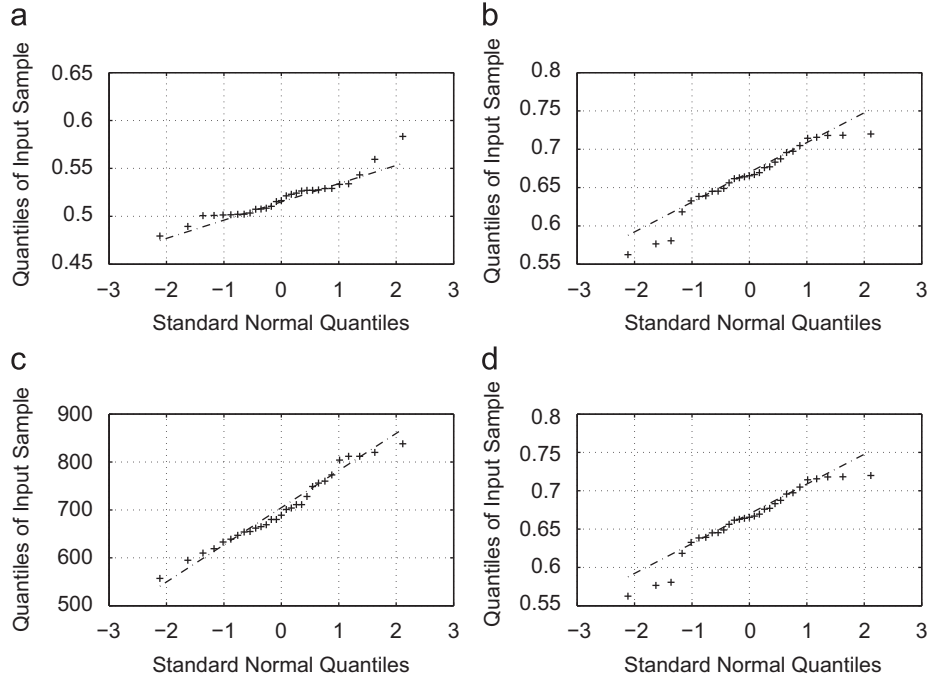 a
Quantiles of Input Sample
0.65
0.6
0.55
0.5
0.45
−3 −2 −1 0 1 2 3
Standard Normal Quantiles
b
Quantiles of Input Sample
0.8
0.75
0.7
0.65
0.6
0.55
−3 −2 −1 0 1 2 3
Standard Normal Quantiles
c
Quantiles of Input Sample
900
800
700
600
500
−3 −2 −1 0 1 2 3
Standard Normal Quantiles
d
Quantiles of Input Sample
0.8
0.75
0.7
0.65
0.6
0.55
−3 −2 −1 0 1 2 3
Standard Normal Quantiles